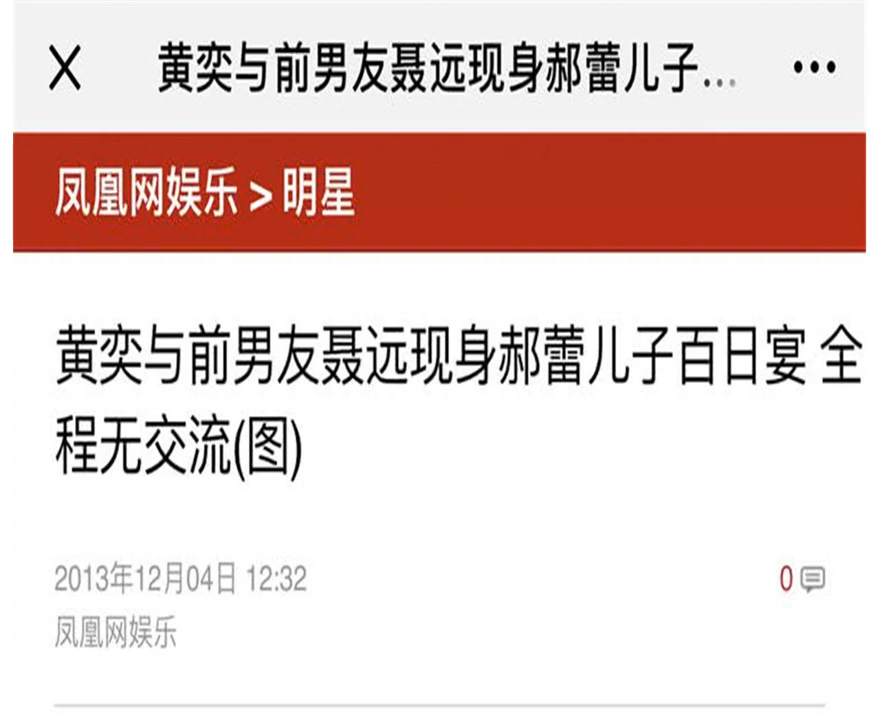 黄奕与前男友聂远现身郝蕾儿子...
凤凰网娱乐 > 明星
黄奕与前男友聂远现身郝蕾儿子百日宴 全
程无交流(图)
2013年12月04日 12:32
0
凤凰网娱乐